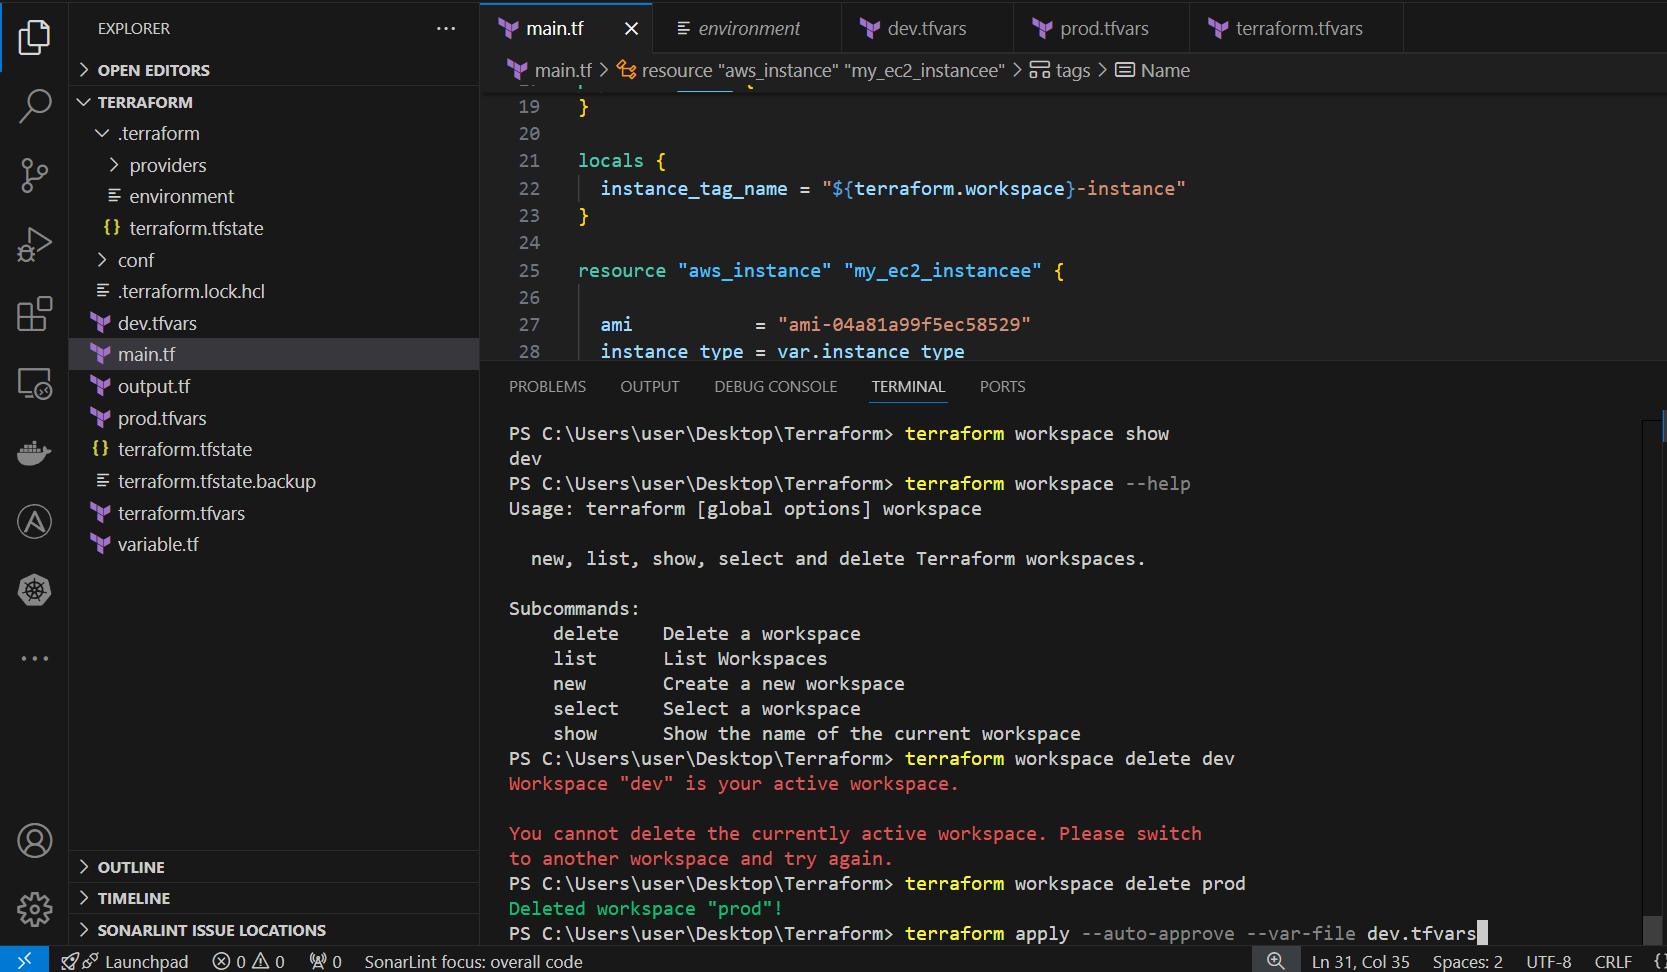 EXPLORER
OPEN EDITORS
TERRAFORM
.terraform
providers
environment
terraform.tfstate
conf
.terraform.lock.hcl
dev.tfvars
main.tf
output.tf
prod.tfvars
terraform.tfstate
terraform.tfstate.backup
terraform.tfvars
variable.tf
OUTLINE
TIMELINE
SONARLINT ISSUE LOCATIONS
main.tf environment dev.tfvars prod.tfvars terraform.tfvars
main.tf > resource "aws_instance" "my_ec2_instancee" > tags > Name
19 }
20
21 locals {
22 instance_tag_name = "${terraform.workspace}-instance"
23 }
24
25 resource "aws_instance" "my_ec2_instancee" {
26
27 ami = "ami-04a81a99f5ec58529"
28 instance_type = var.instance_type
PROBLEMS OUTPUT DEBUG CONSOLE TERMINAL PORTS
PS C:\Users\user\Desktop\Terraform> terraform workspace show
dev
PS C:\Users\user\Desktop\Terraform> terraform workspace --help
Usage: terraform [global options] workspace
new, list, show, select and delete Terraform workspaces.
Subcommands:
delete Delete a workspace
list List Workspaces
new Create a new workspace
select Select a workspace
show Show the name of the current workspace
PS C:\Users\user\Desktop\Terraform> terraform workspace delete dev
Workspace "dev" is your active workspace.
You cannot delete the currently active workspace. Please switch
to another workspace and try again.
PS C:\Users\user\Desktop\Terraform> terraform workspace delete prod
Deleted workspace "prod"!
PS C:\Users\user\Desktop\Terraform> terraform apply --auto-approve --var-file dev.tfvars
Launchpad 0 0 0 SonarLint focus: overall code Ln 31, Col 35 Spaces: 2 UTF-8 CRLF {